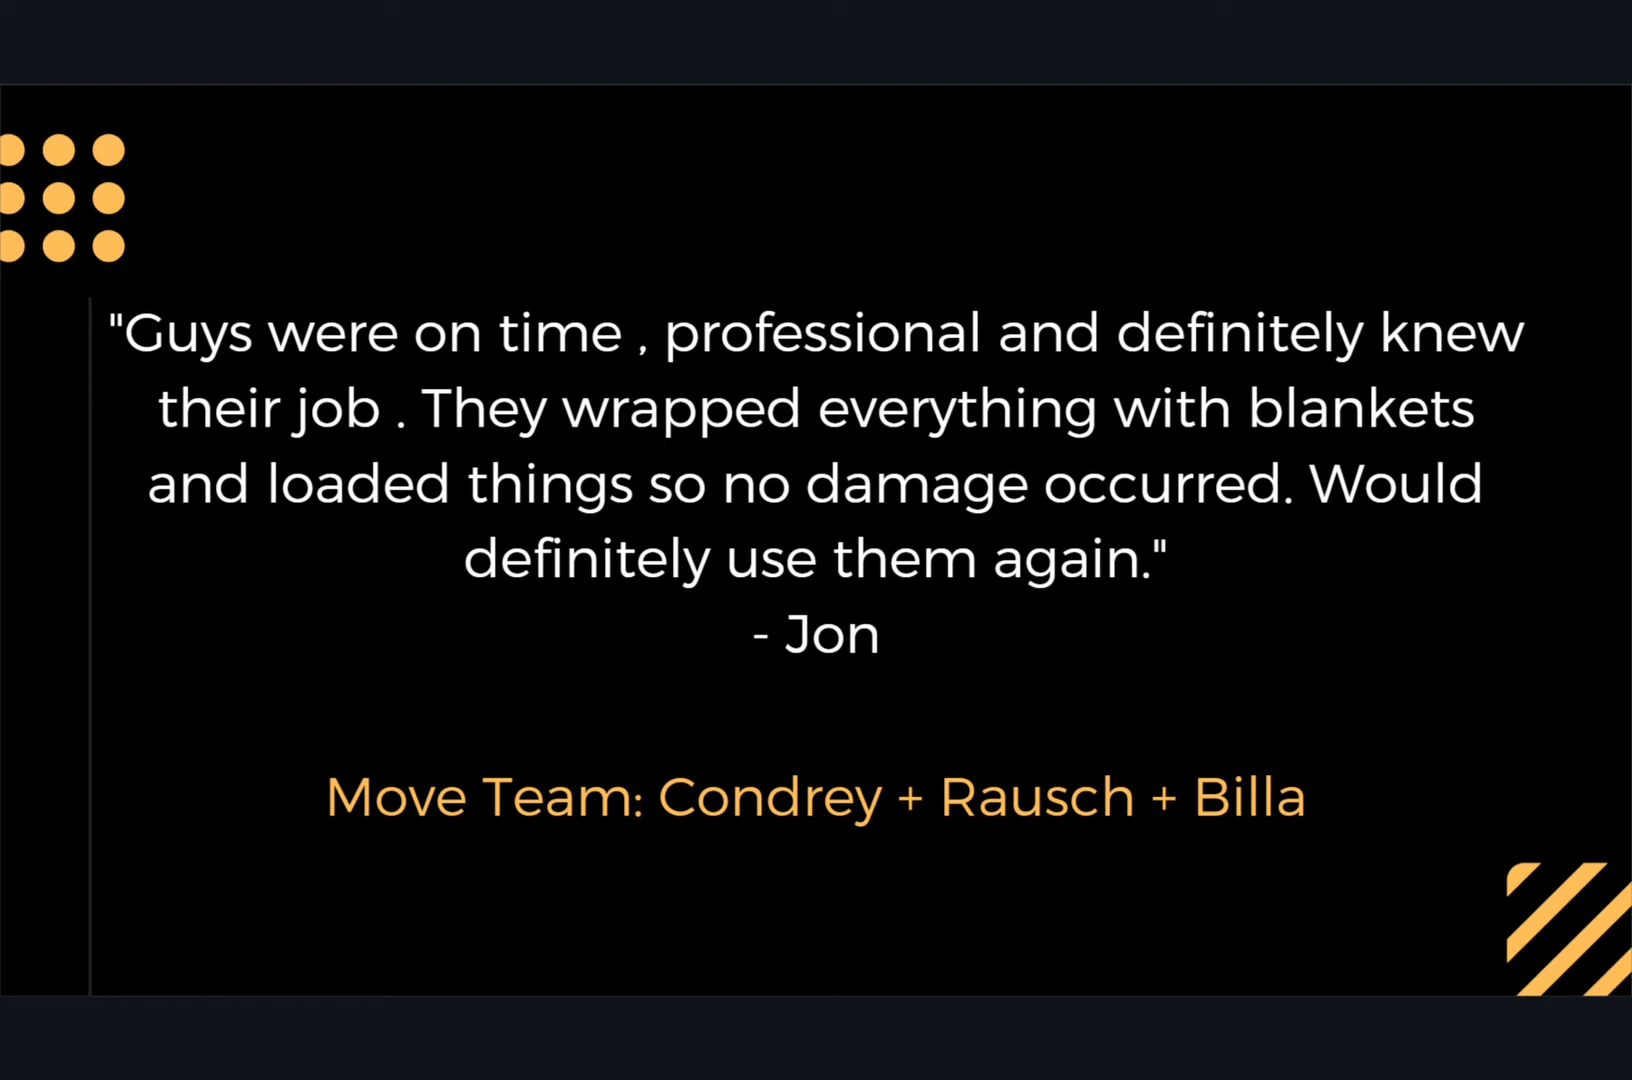 "Guys were on time , professional and definitely knew
their job . They wrapped everything with blankets
and loaded things so no damage occurred. Would
definitely use them again."
- Jon
Move Team: Condrey + Rausch + Billa